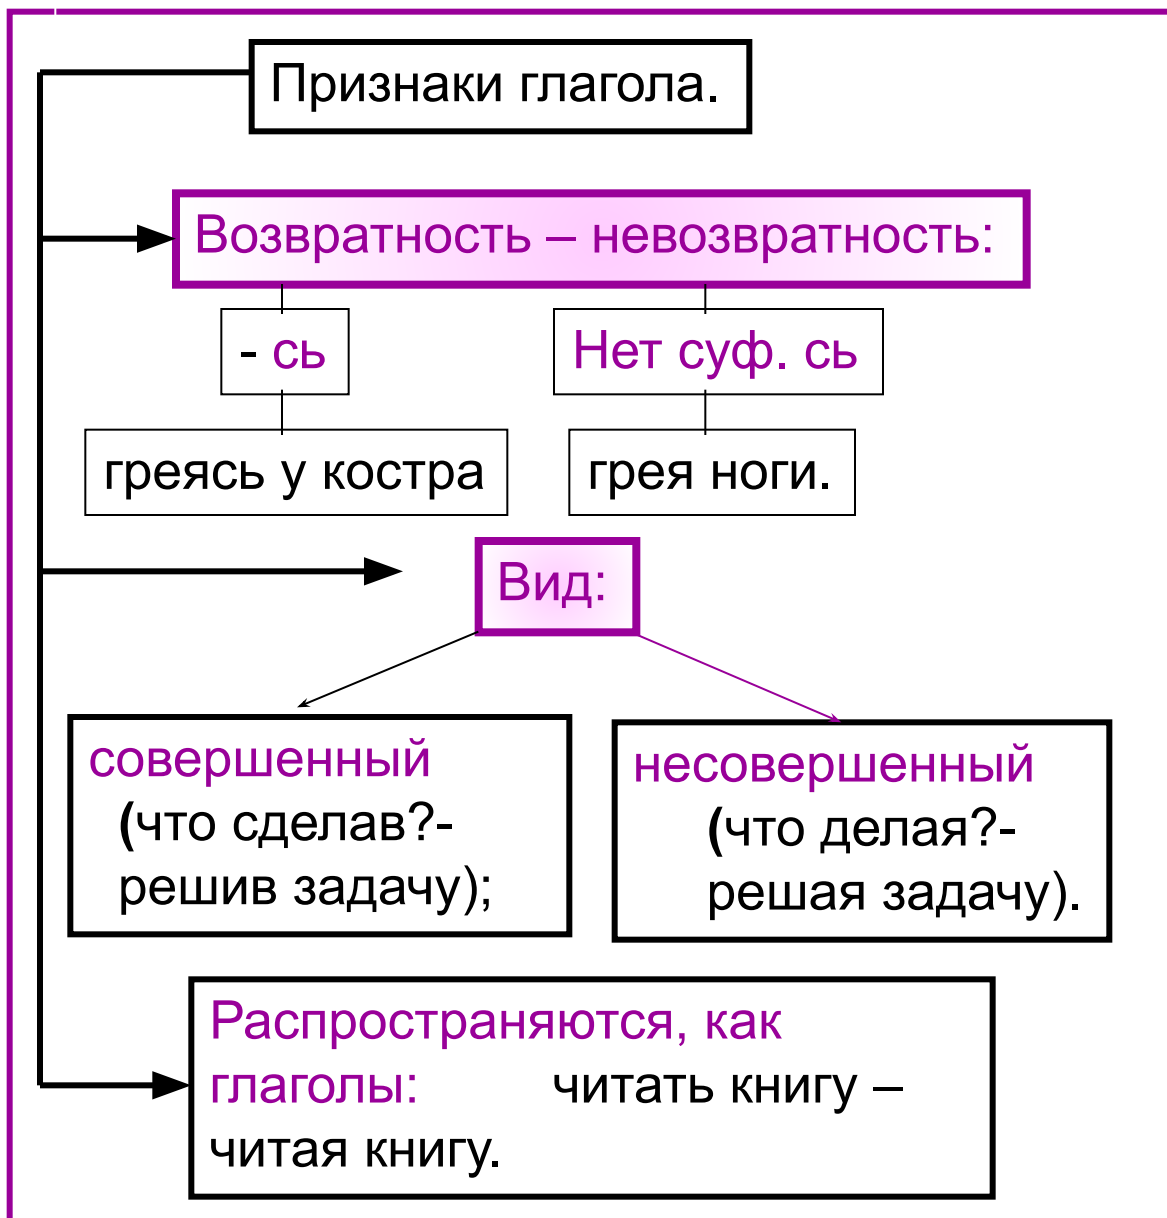 Признаки глагола.
Возвратность – невозвратность:
- сь
Нет суф. сь
греясь у костра
грея ноги.
Вид:
совершенный
(что сделав?-
решив задачу);
несовершенный
(что делая?-
решая задачу).
Распространяются, как
глаголы: читать книгу –
читая книгу.